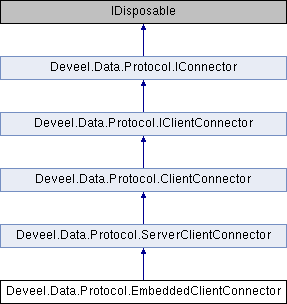 IDisposable
Deveel.Data.Protocol.IConnector
Deveel.Data.Protocol.IClientConnector
Deveel.Data.Protocol.ClientConnector
Deveel.Data.Protocol.ServerClientConnector
Deveel.Data.Protocol.EmbeddedClientConnector